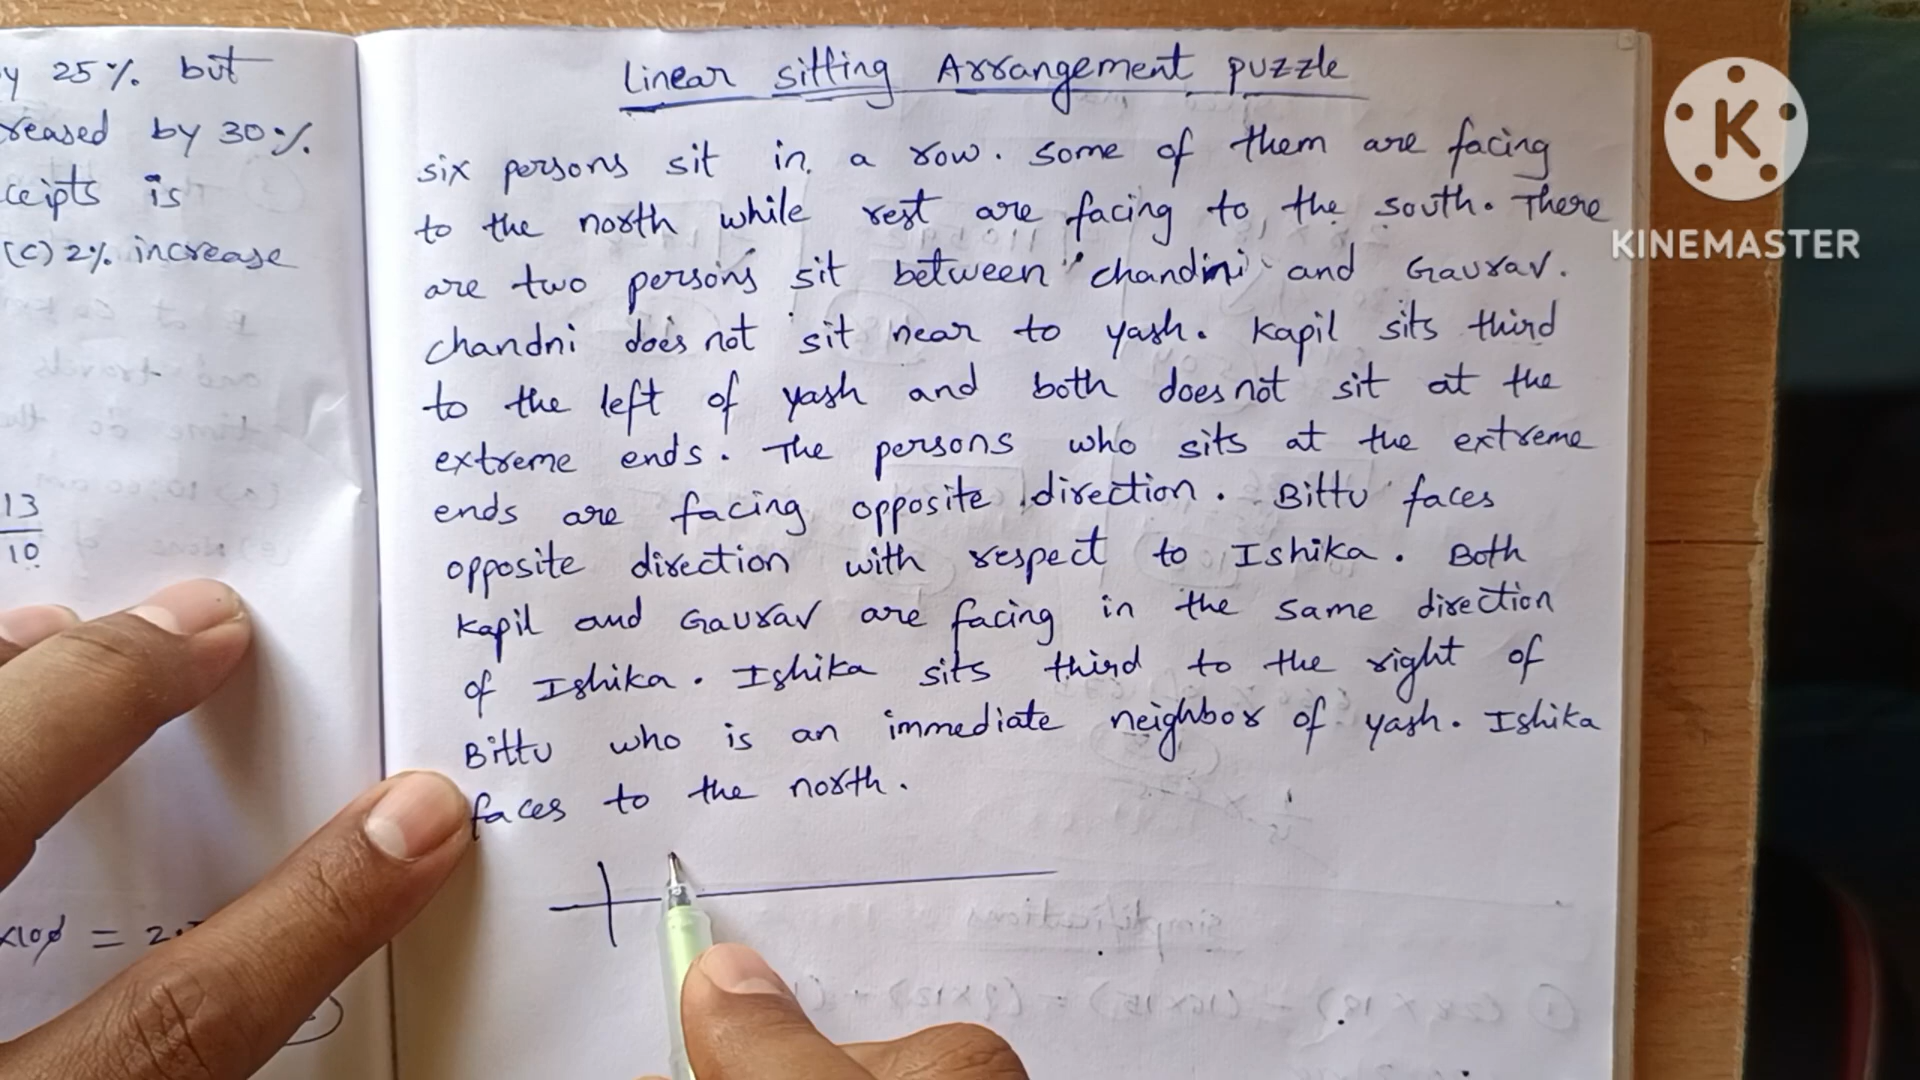 y 25%. but
reased by 30%.
ceipts is
(C) 2% increase
13
10
x100 = 2.
Linear sitting Arrangement puzzle
six persons sit in a row. some of them are facing
to the north while rest are facing to the south. There
are two persons sit between chandini and Gaurav.
chandni does not sit near to yash. Kapil sits third
to the left of yash and both does not sit at the
extreme ends. The persons who sits at the extreme
ends are facing opposite direction. Bittu faces
opposite direction with respect to Ishika. Both
Kapil and Gaurav are facing in the same direction
of Ishika. Ishika sits third to the right of
Bittu who is an immediate neighbor of yash. Ishika
faces to the north.
K
KINEMASTER